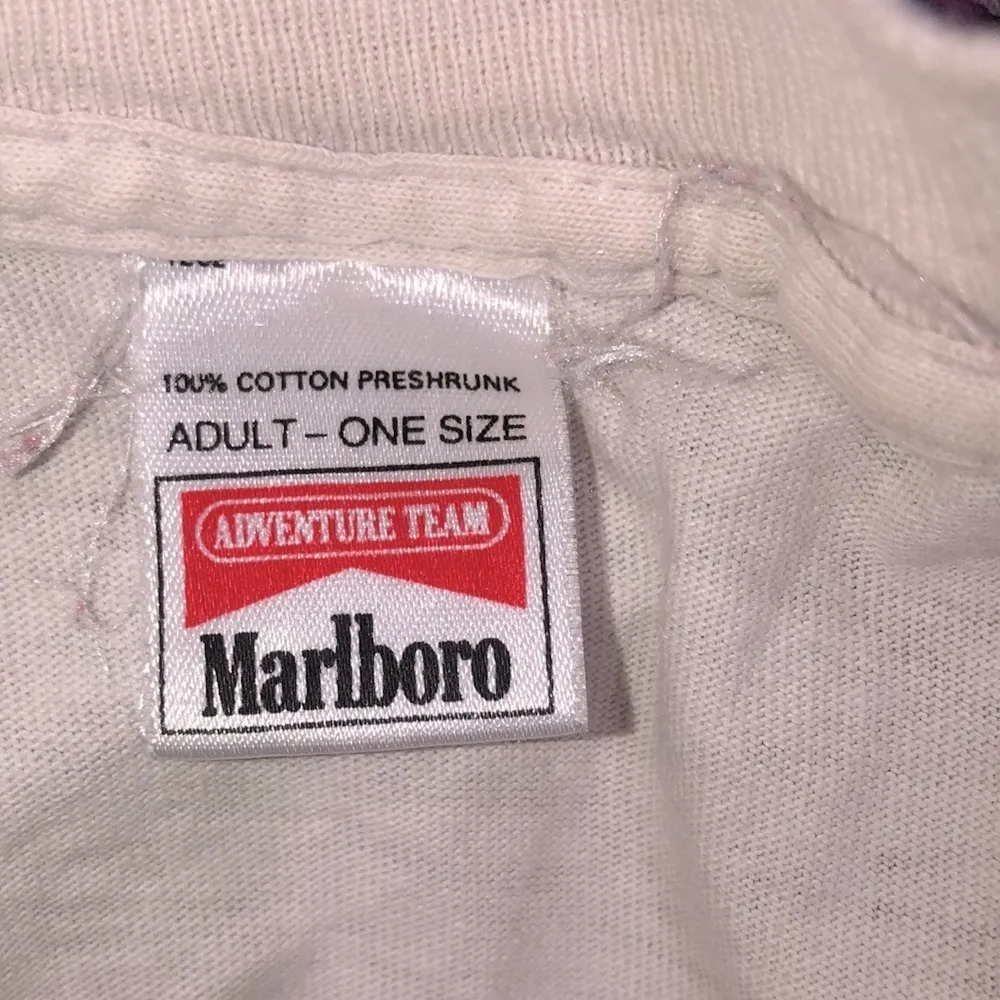 100% COTTON PRESHRUNK
ADULT – ONE SIZE
ADVENTURE TEAM
Marlboro